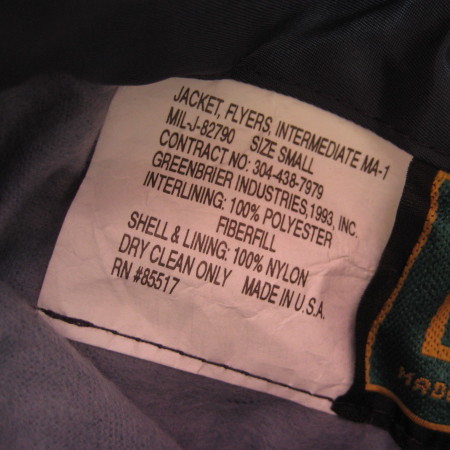 JACKET, FLYERS, INTERMEDIATE MA-1
MIL-J-82790 SIZE SMALL
CONTRACT NO: 304-438-7979
GREENBRIER INDUSTRIES,1993, INC.
INTERLINING: 100% POLYESTER
FIBERFILL
SHELL & LINING: 100% NYLON
DRY CLEAN ONLY MADE IN U.S.A.
RN #85517